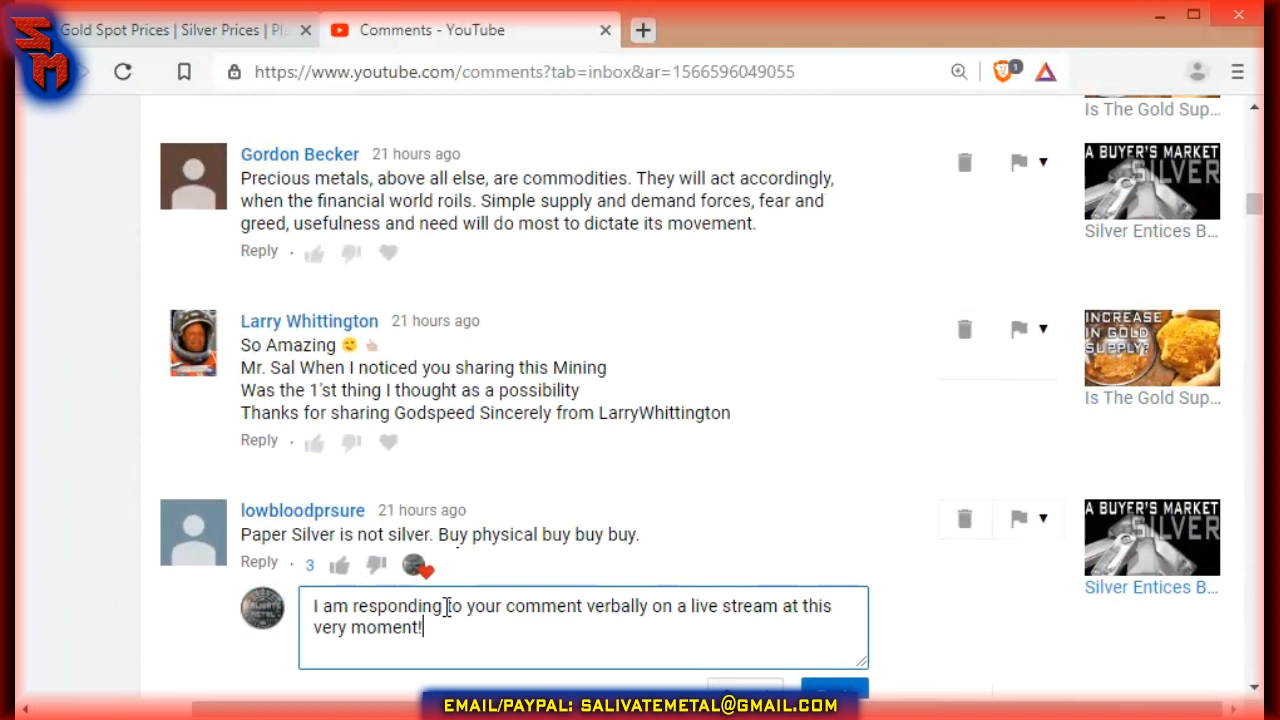 SM
Gold Spot Prices | Silver Prices | Pl
Comments - YouTube
https://www.youtube.com/comments?tab=inbox&ar=1566596049055
1
Is The Gold Sup...
Gordon Becker 21 hours ago
Precious metals, above all else, are commodities. They will act accordingly,
when the financial world roils. Simple supply and demand forces, fear and
greed, usefulness and need will do most to dictate its movement.
Reply
A BUYER'S MARKET
SILVER
Silver Entices B...
Larry Whittington 21 hours ago
So Amazing 😉 👆🏻
Mr. Sal When I noticed you sharing this Mining
Was the 1'st thing I thought as a possibility
Thanks for sharing Godspeed Sincerely from LarryWhittington
Reply
INCREASE
IN GOLD
SUPPLY?
Is The Gold Sup...
lowbloodprsure 21 hours ago
Paper Silver is not silver. Buy physical buy buy buy.
Reply · 3
A BUYER'S MARKET
SILVER
Silver Entices B...
I am responding to your comment verbally on a live stream at this
very moment!
EMAIL/PAYPAL: SALIVATEMETAL@GMAIL.COM